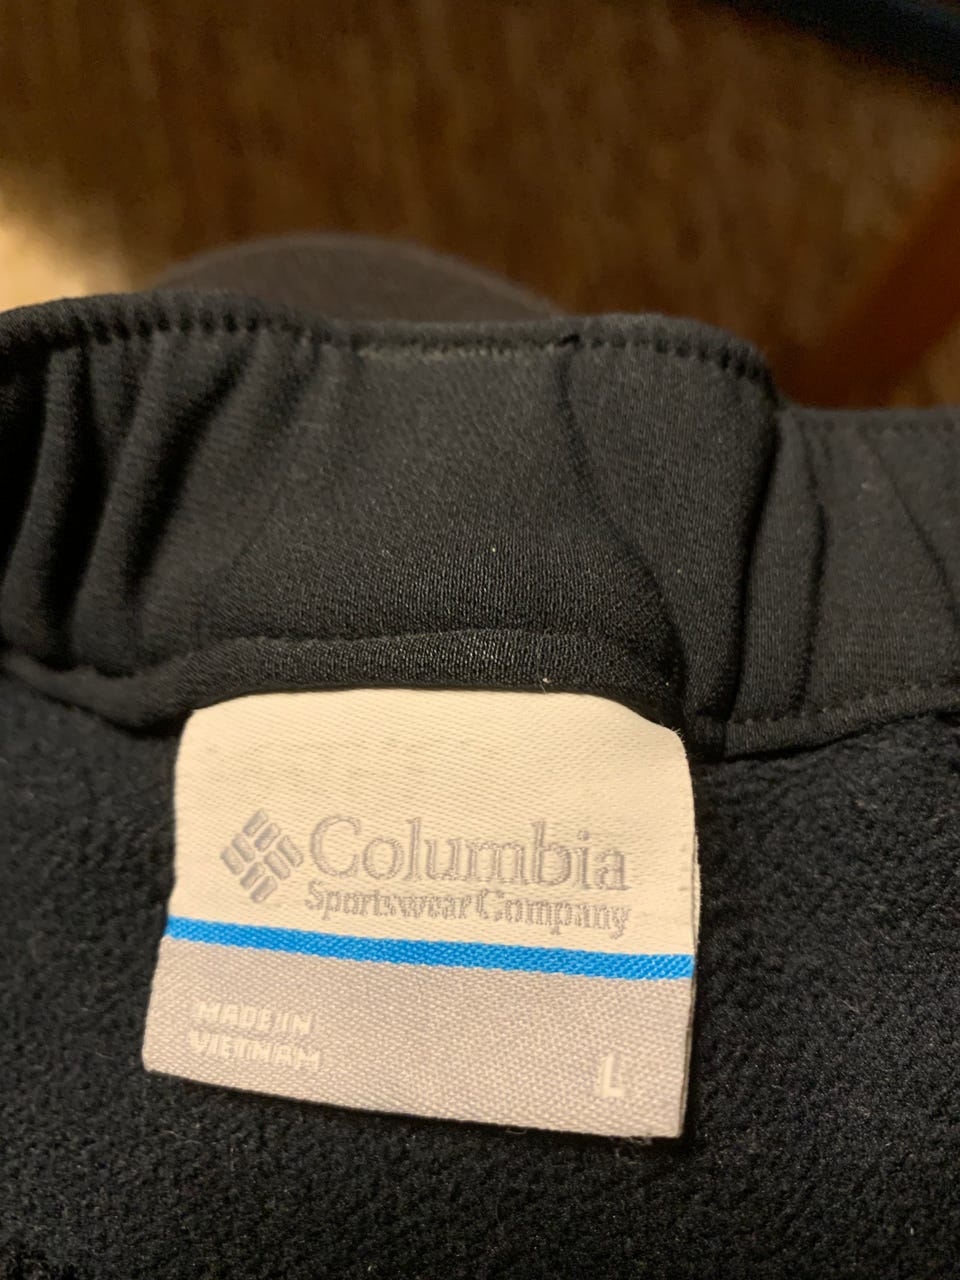 Columbia
Sportswear Company
MADE IN
VIETNAM
L